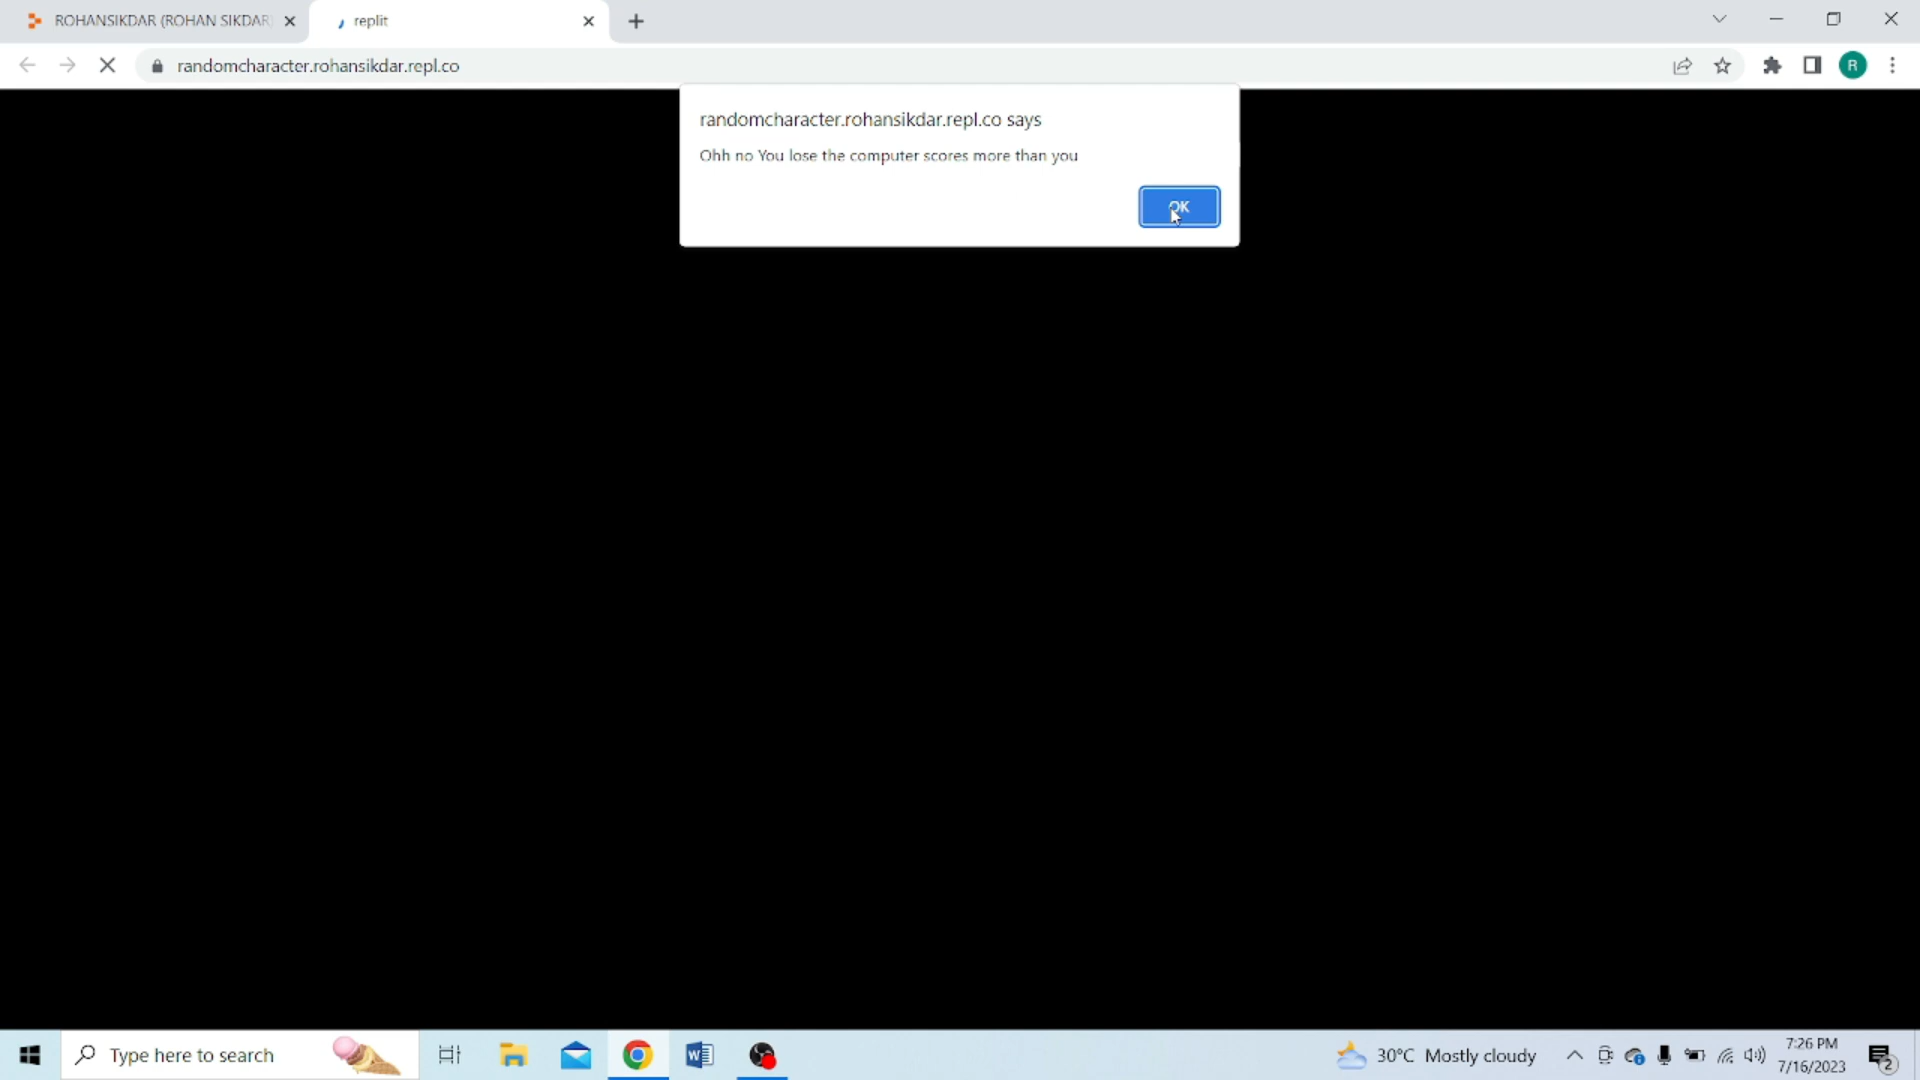 ROHANSIKDAR (ROHAN SIKDAR)
replit
randomcharacter.rohansikdar.repl.co
R
randomcharacter.rohansikdar.repl.co says
Ohh no You lose the computer scores more than you
OK
Type here to search
30°C Mostly cloudy
7:26 PM
7/16/2023
2